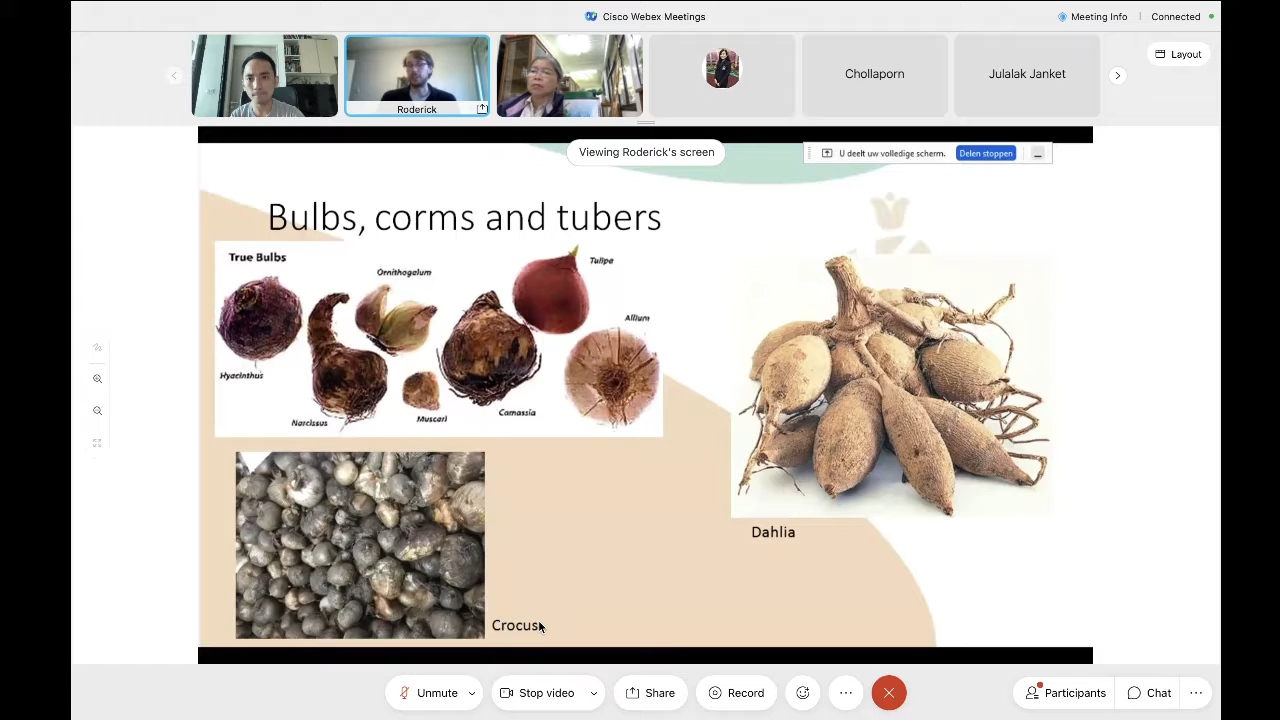 Cisco Webex Meetings
Meeting Info
Connected
Roderick
Chollaporn
Julalak Janket
Layout
Viewing Roderick's screen
U deelt uw volledige scherm.
Delen stoppen
Bulbs, corms and tubers
True Bulbs
Ornithogalum
Tulipa
Allium
Hyacinthus
Narcissus
Muscari
Camassia
Dahlia
Crocus
Unmute
Stop video
Share
Record
Participants
Chat